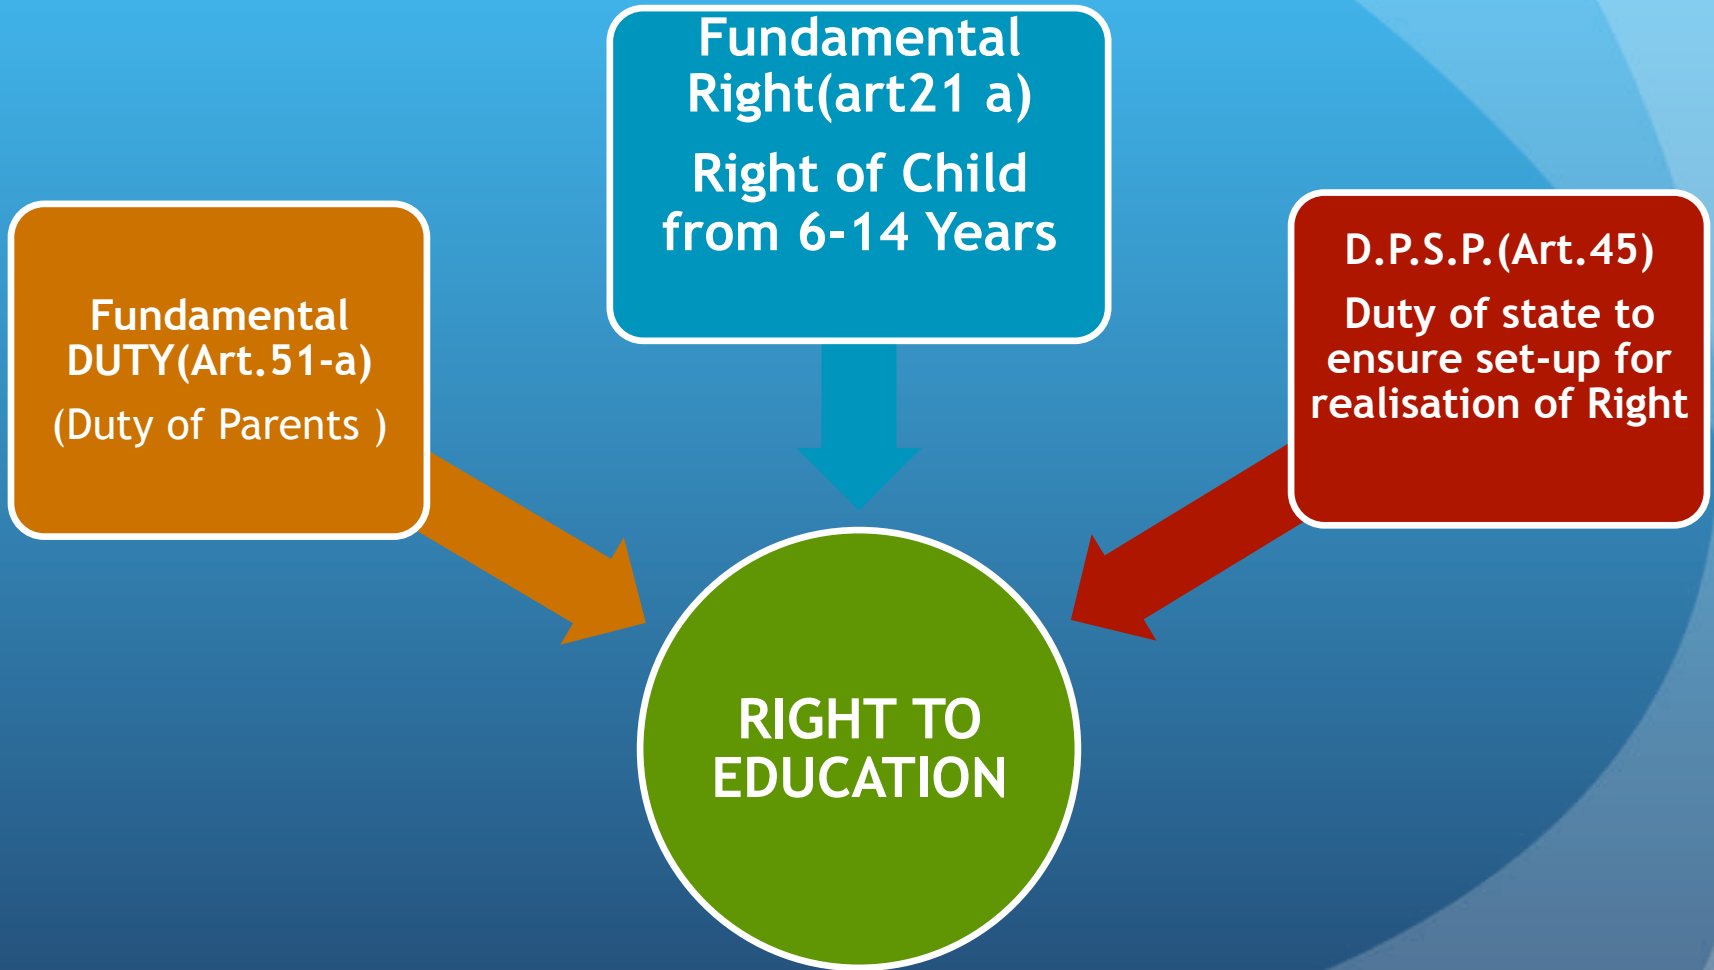 Fundamental
Right(art21 a)
Right of Child
from 6-14 Years
Fundamental
DUTY(Art.51-a)
(Duty of Parents )
D.P.S.P.(Art.45)
Duty of state to
ensure set-up for
realisation of Right
RIGHT TO
EDUCATION